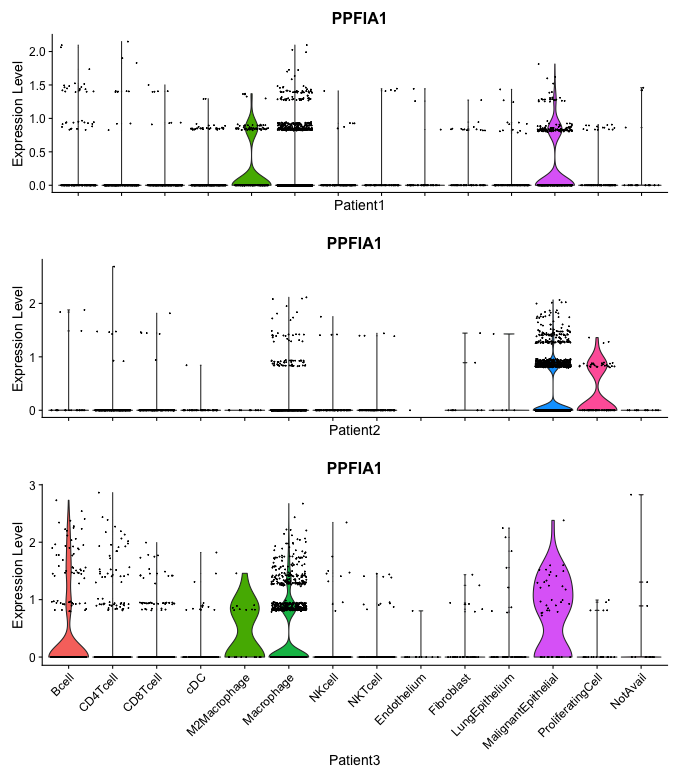 PPFIA1
Expression Level
2.0
1.5
1.0
0.5
0.0
Patient1
PPFIA1
Expression Level
2
1
0
Patient2
PPFIA1
Expression Level
3
2
1
0
Bcell
CD4Tcell
CD8Tcell
cDC
M2Macrophage
Macrophage
NKcell
NKTcell
Endothelium
Fibroblast
LungEpithelium
MalignantEpithelial
ProliferatingCell
NotAvail
Patient3